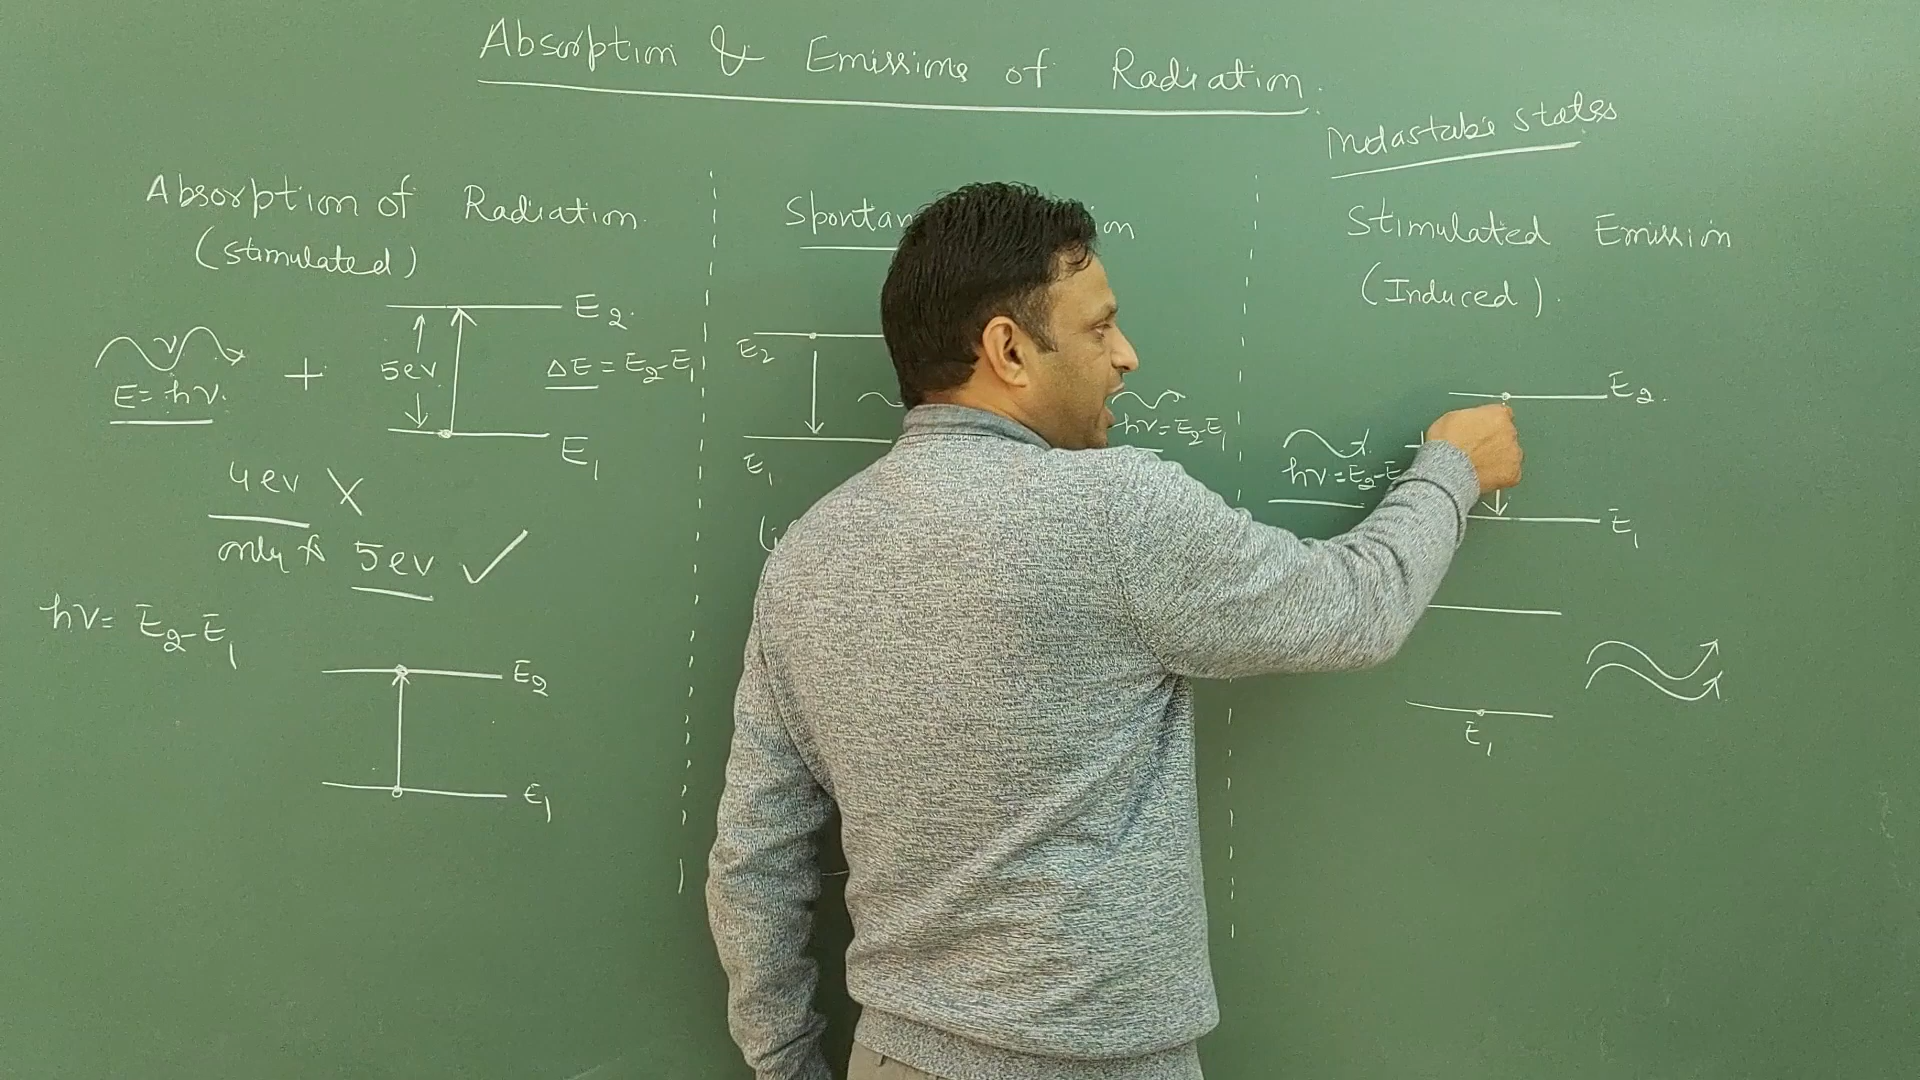 Absorption & Emissions of Radiation.
Metastable states
Absorption of Radiation
(stimulated)
E2
5ev
ΔE = E2-E1
ν
E = hν
+
E1
4ev X
only 5ev ✓
hν = E2-E1
E2
E1
E2
hν = E2-E1
E1
Stimulated Emission
(Induced).
E2
hν = E2-E
E1
E1